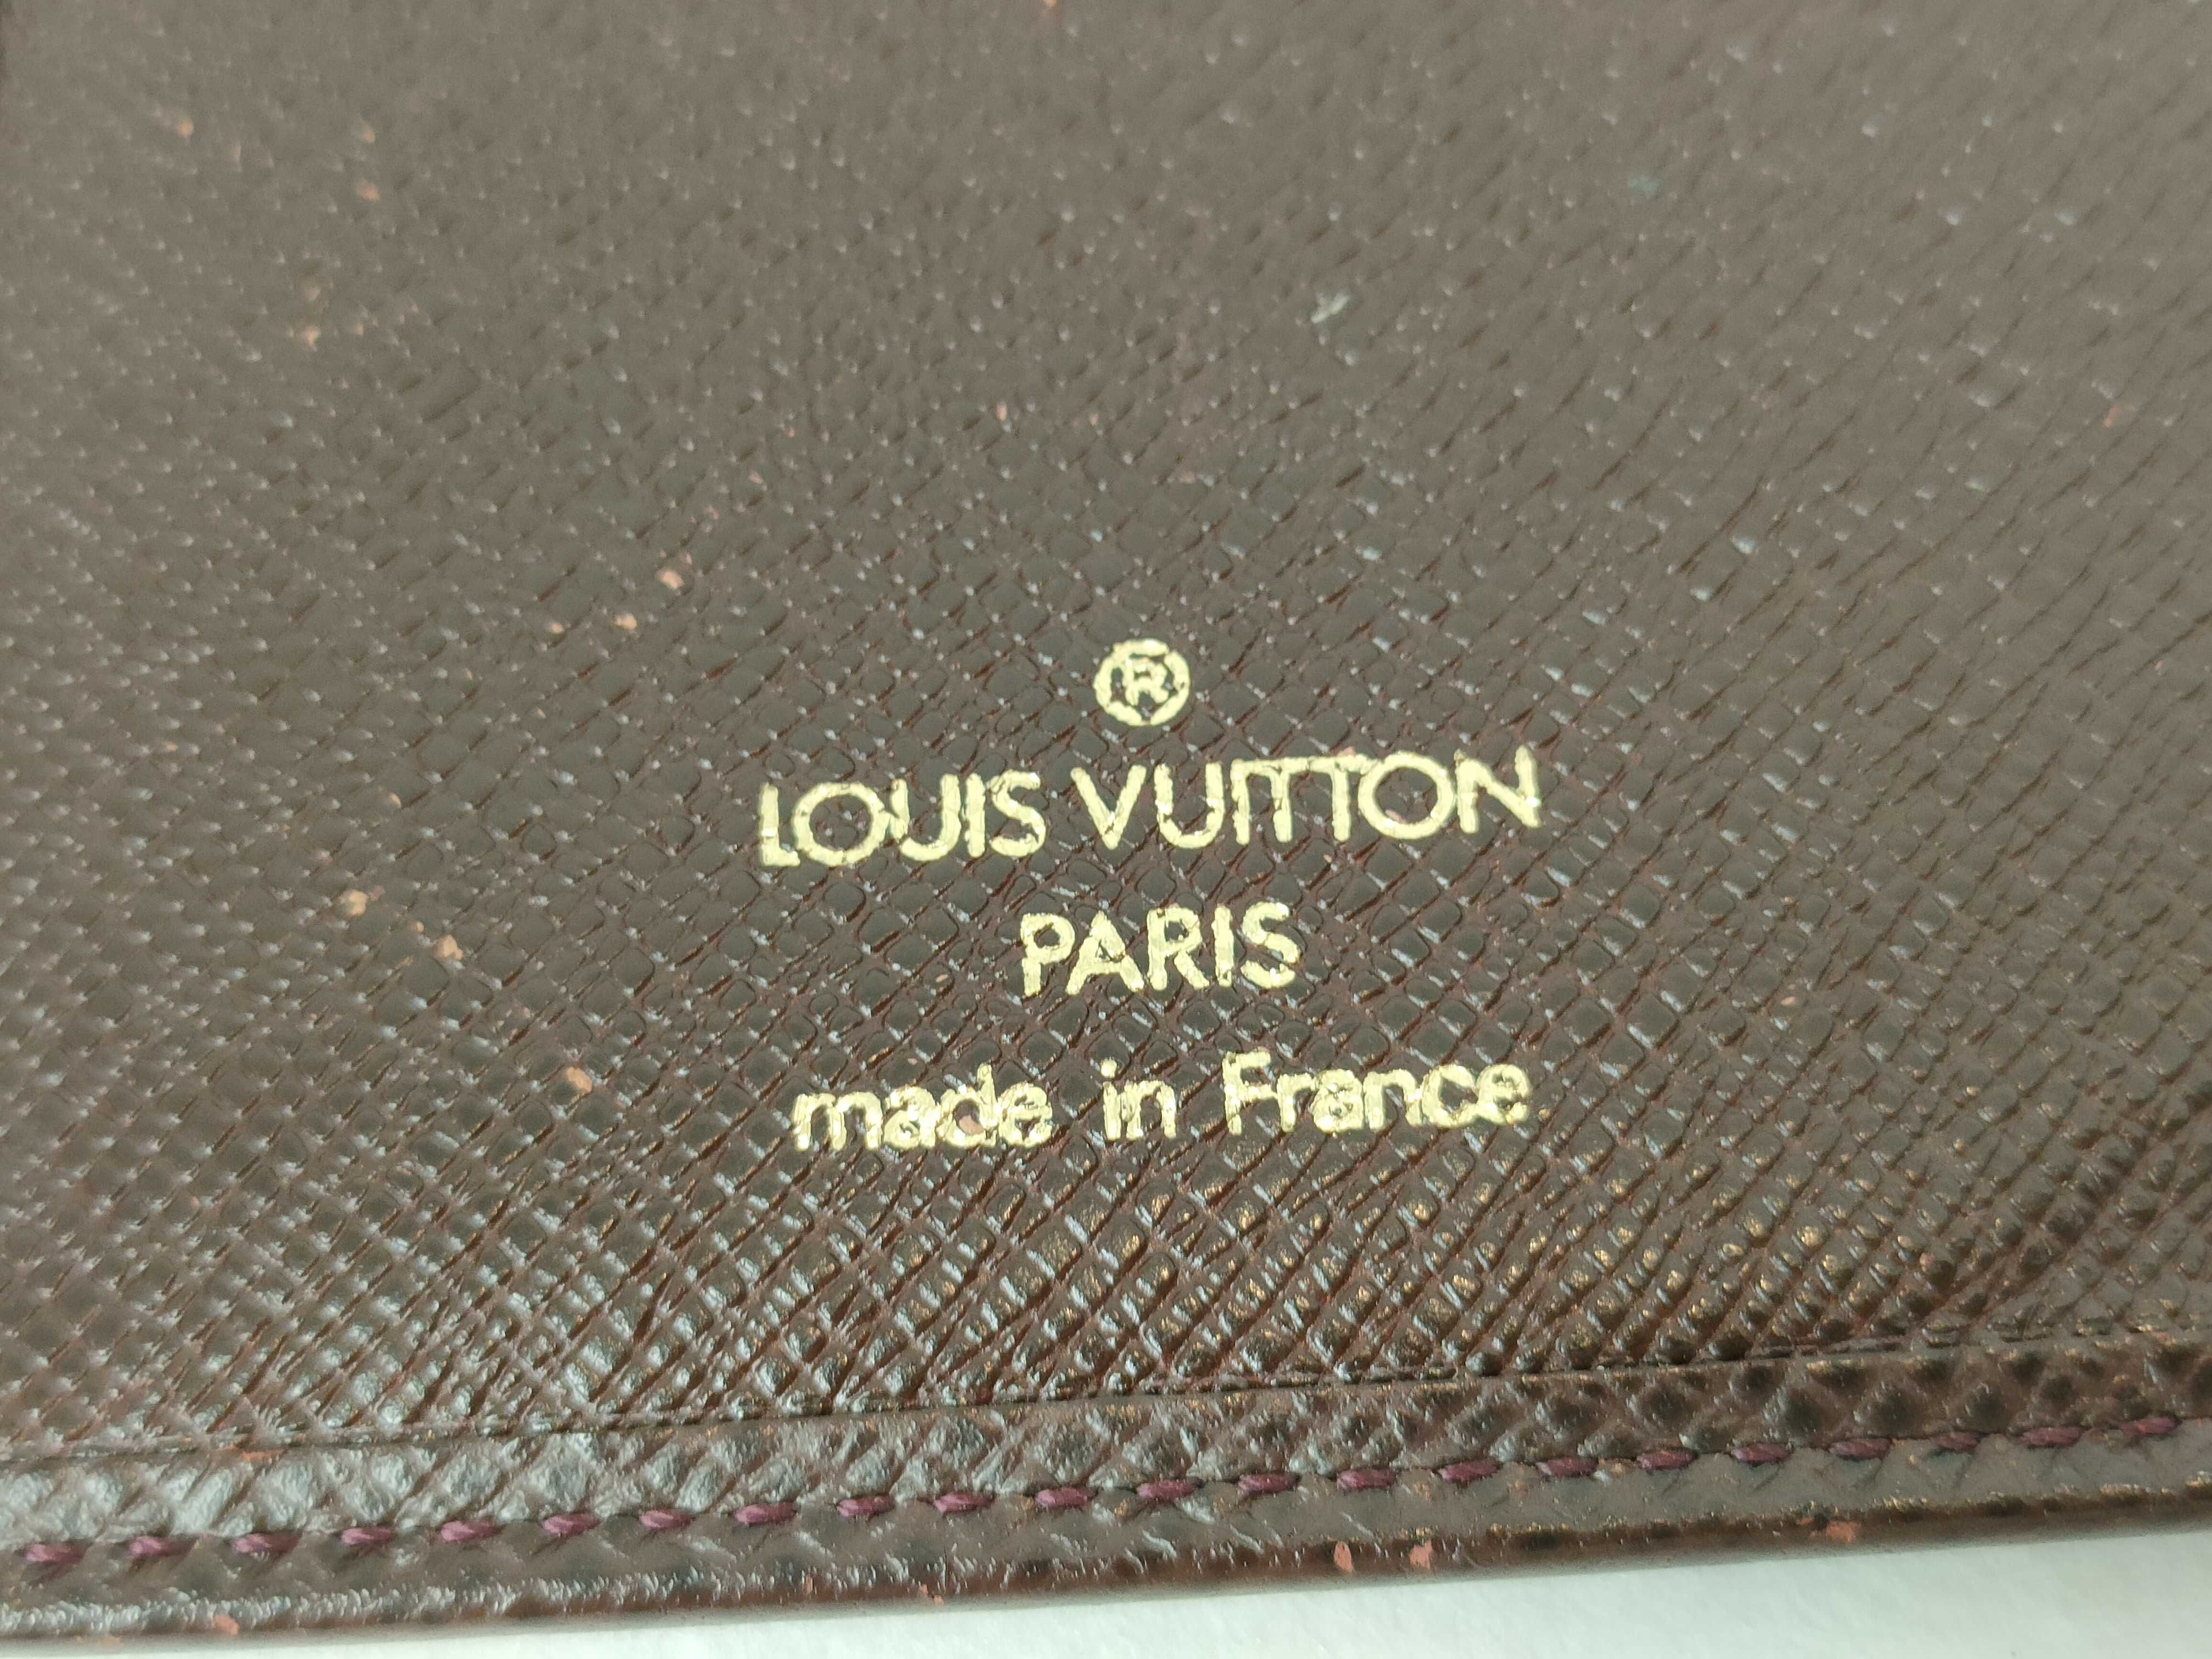 ®
LOUIS VUITTON
PARIS
made in France